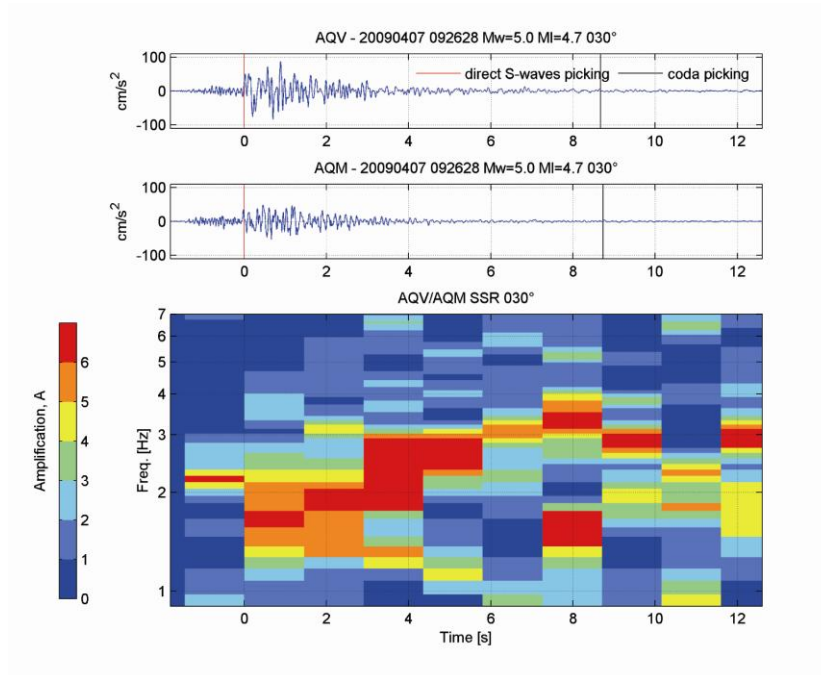 AQV - 20090407 092628 Mw=5.0 Ml=4.7 030°
100
0
-100
cm/s²
direct S-waves picking
coda picking
0 2 4 6 8 10 12
AQM - 20090407 092628 Mw=5.0 Ml=4.7 030°
100
0
-100
cm/s²
0 2 4 6 8 10 12
AQV/AQM SSR 030°
Amplification, A
6
5
4
3
2
1
0
Freq. [Hz]
7
6
5
4
3
2
1
0 2 4 6 8 10 12
Time [s]